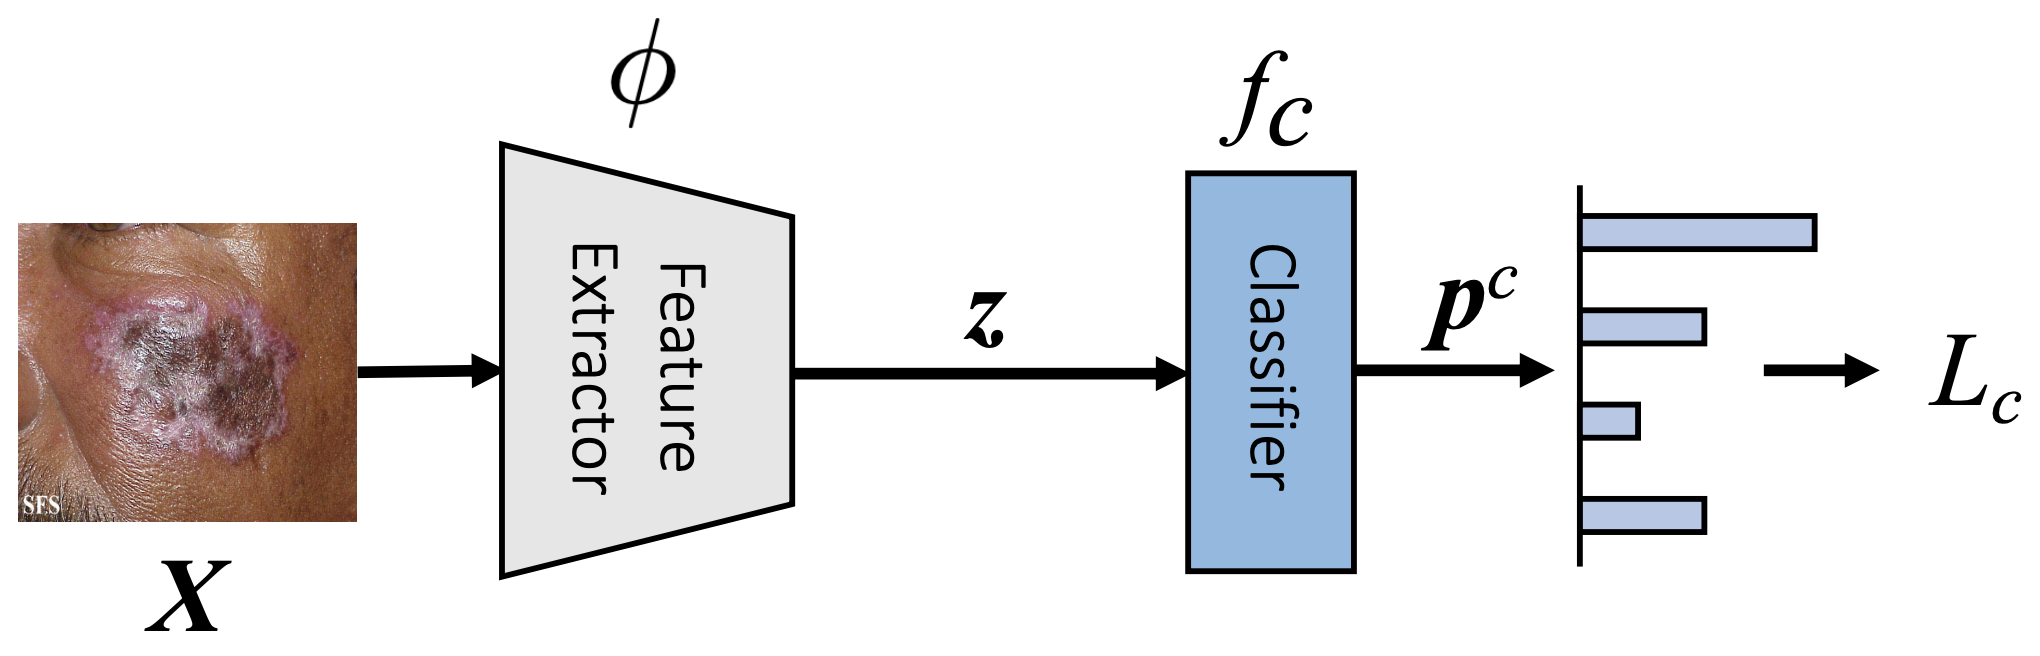 ϕ
f_c
SFS
Feature
Extractor
z
Classifier
p^c
L_c
X